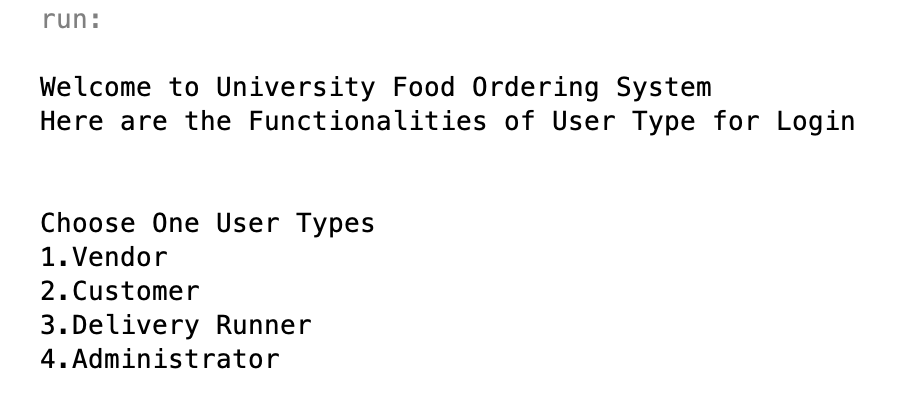 run:
Welcome to University Food Ordering System
Here are the Functionalities of User Type for Login
Choose One User Types
1.Vendor
2.Customer
3.Delivery Runner
4.Administrator